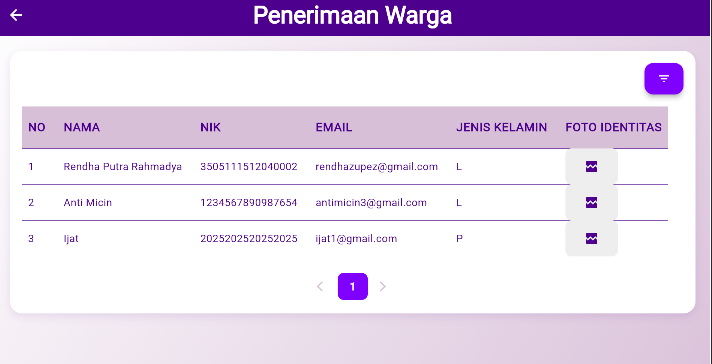 Penerimaan Warga
NO NAMA NIK EMAIL JENIS KELAMIN FOTO IDENTITAS
1 Rendha Putra Rahmadya 3505111512040002 rendhazupez@gmail.com L
2 Anti Micin 1234567890987654 antimicin3@gmail.com L
3 Ijat 2025202520252025 ijat1@gmail.com P
1